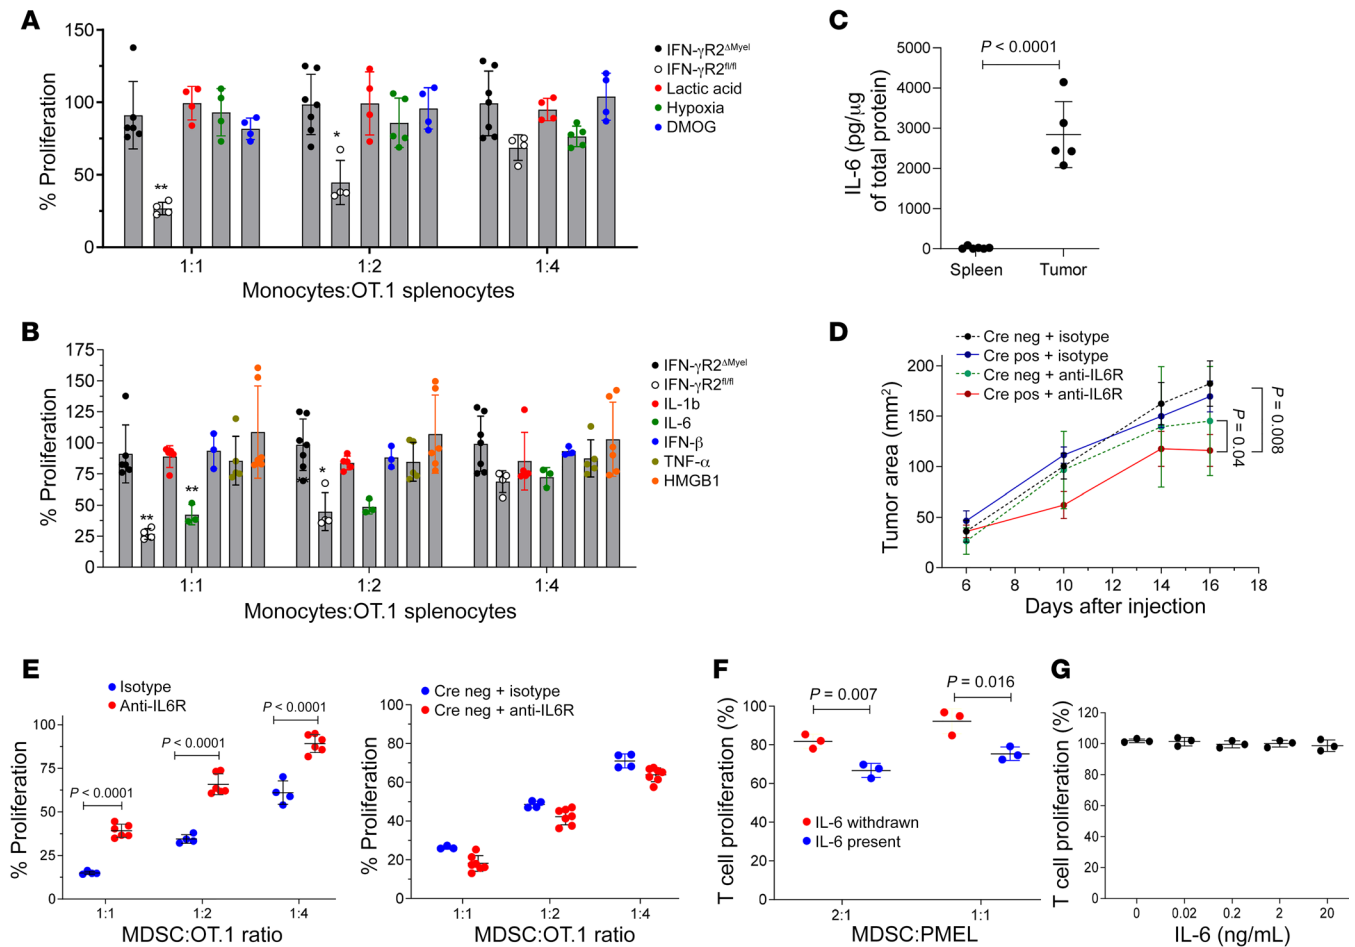 A
150
100
50
0
% Proliferation
**
*
1:1
1:2
1:4
Monocytes:OT.1 splenocytes
IFN-γR2ΔMyel
IFN-γR2fl/fl
Lactic acid
Hypoxia
DMOG
B
175
150
125
100
75
50
25
0
% Proliferation
**
**
**
*
1:1
1:2
1:4
Monocytes:OT.1 splenocytes
IFN-γR2ΔMyel
IFN-γR2fl/fl
IL-1b
IL-6
IFN-β
TNF-α
HMGB1
C
P < 0.0001
5000
4000
3000
2000
1000
0
IL-6 (pg/µg
of total protein)
Spleen
Tumor
D
Cre neg + isotype
Cre pos + isotype
Cre neg + anti-IL6R
Cre pos + anti-IL6R
200
150
100
50
0
Tumor area (mm2)
P = 0.04
P = 0.008
6
8
10
12
14
16
18
Days after injection
E
Isotype
Anti-IL6R
P < 0.0001
P < 0.0001
P < 0.0001
100
75
50
25
0
% Proliferation
1:1
1:2
1:4
MDSC:OT.1 ratio
Cre neg + isotype
Cre neg + anti-IL6R
100
80
60
40
20
0
% Proliferation
1:1
1:2
1:4
MDSC:OT.1 ratio
F
P = 0.007
P = 0.016
100
80
60
40
20
0
T cell proliferation (%)
IL-6 withdrawn
IL-6 present
2:1
1:1
MDSC:PMEL
G
120
100
80
60
40
20
0
T cell proliferation (%)
0
0.02
0.2
2
20
IL-6 (ng/mL)